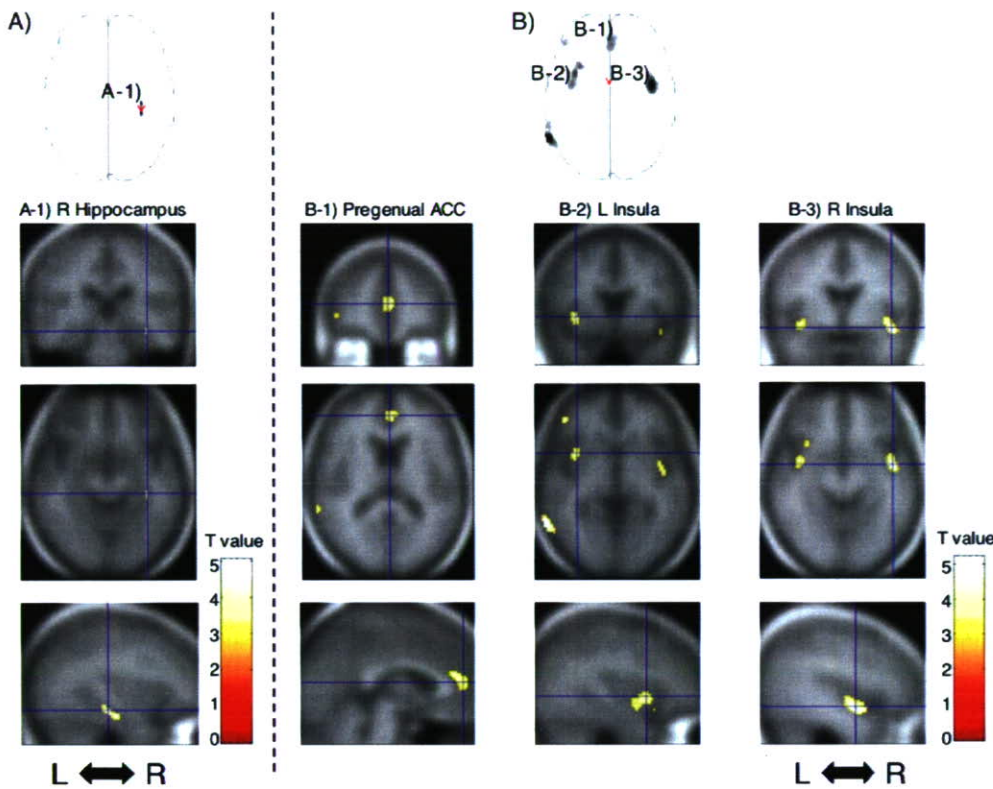 A)
B)
B-1)
A-1)
B-2)
B-3)
A-1) R Hippocampus
B-1) Pregenual ACC
B-2) L Insula
B-3) R Insula
T value
5
4
3
2
1
0
T value
5
4
3
2
1
0
L R
L R